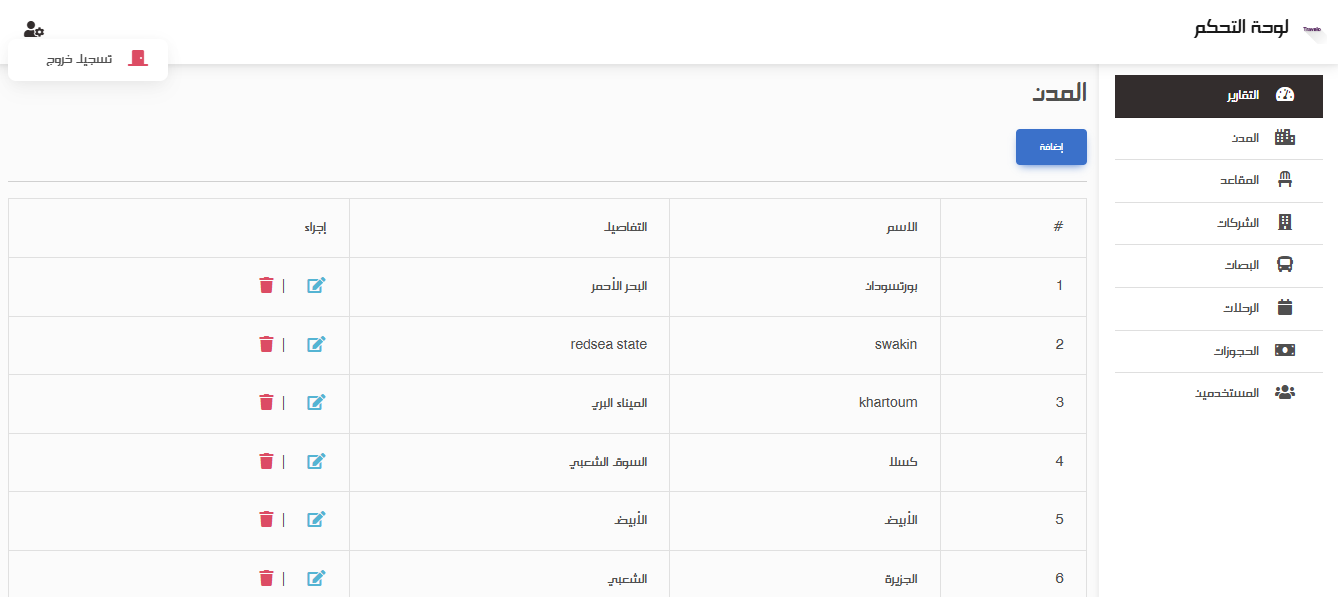 Travelo
لوحة التحكم
تسجيل خروج
التقارير
المدن
المقاعد
الشركات
البصات
الرحلات
الحجوزات
المستخدمين
المدن
إضافة
# الاسم التفاصيل إجراء
1 بورتسودان البحر الأحمر |
2 swakin redsea state |
3 khartoum الميناء البري |
4 كسلا السوق الشعبي |
5 الأبيض الأبيض |
6 الجزيرة الشعبي |